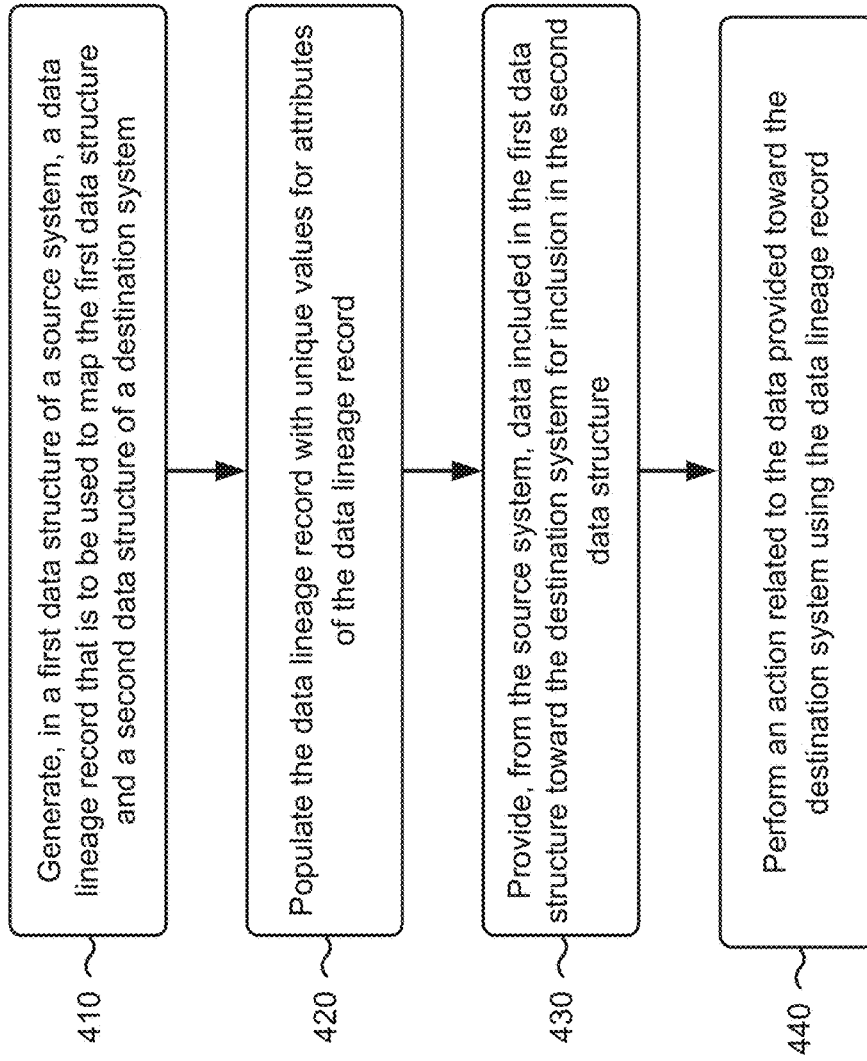 410
Generate, in a first data structure of a source system, a data
lineage record that is to be used to map the first data structure
and a second data structure of a destination system
420
Populate the data lineage record with unique values for attributes
of the data lineage record
430
Provide, from the source system, data included in the first data
structure toward the destination system for inclusion in the second
data structure
440
Perform an action related to the data provided toward the
destination system using the data lineage record